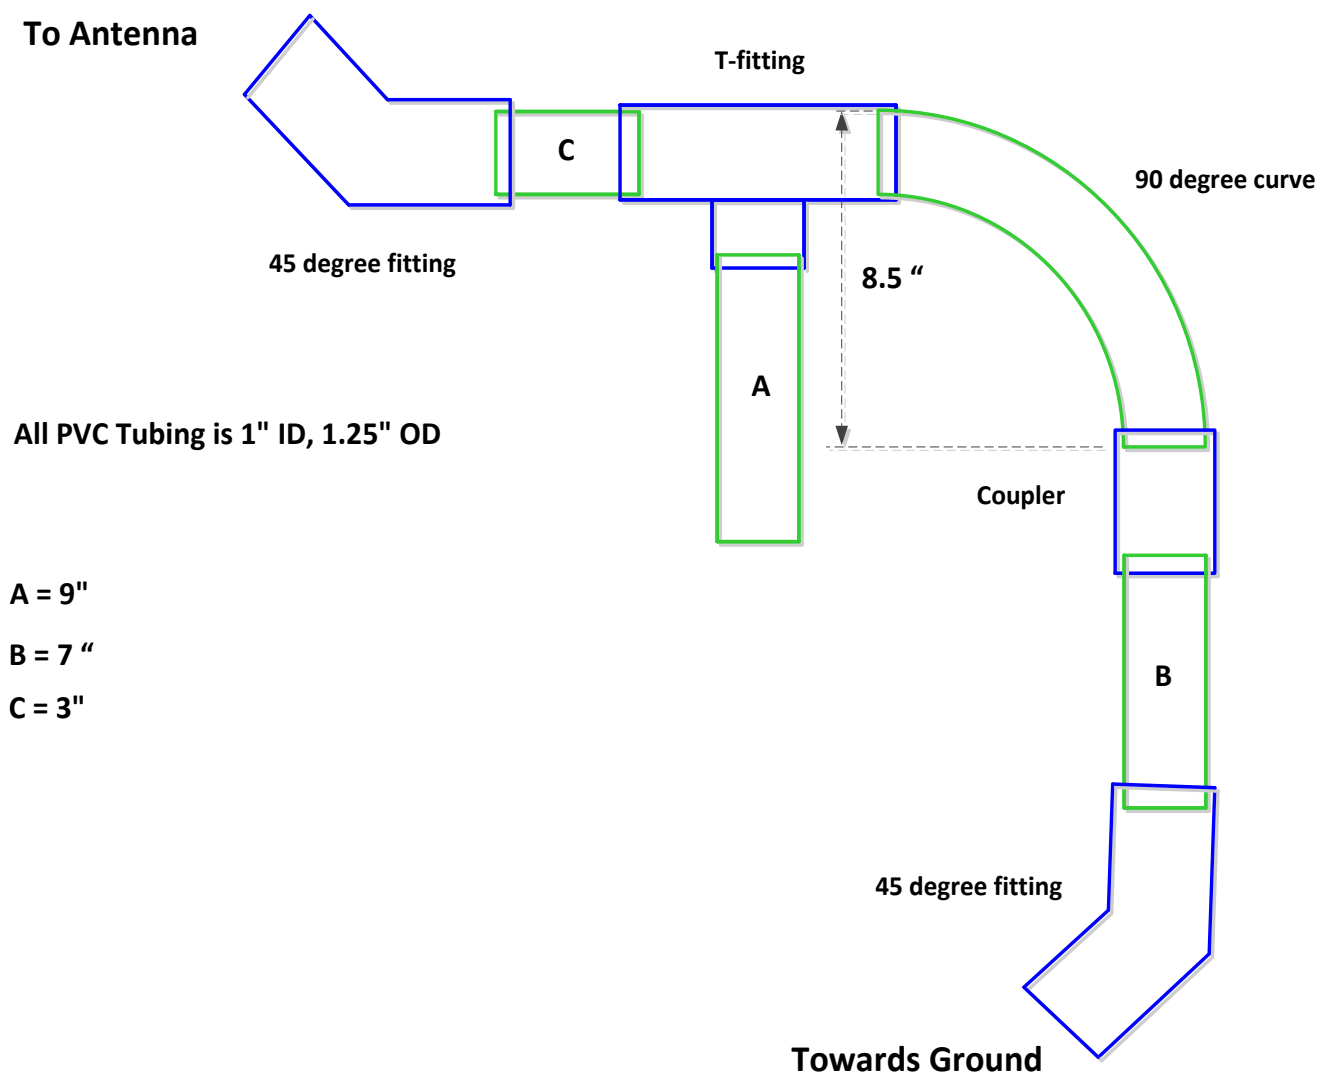 To Antenna
T-fitting
C
90 degree curve
45 degree fitting
8.5 “
A
All PVC Tubing is 1" ID, 1.25" OD
Coupler
A = 9"
B = 7 “
B
C = 3"
45 degree fitting
Towards Ground